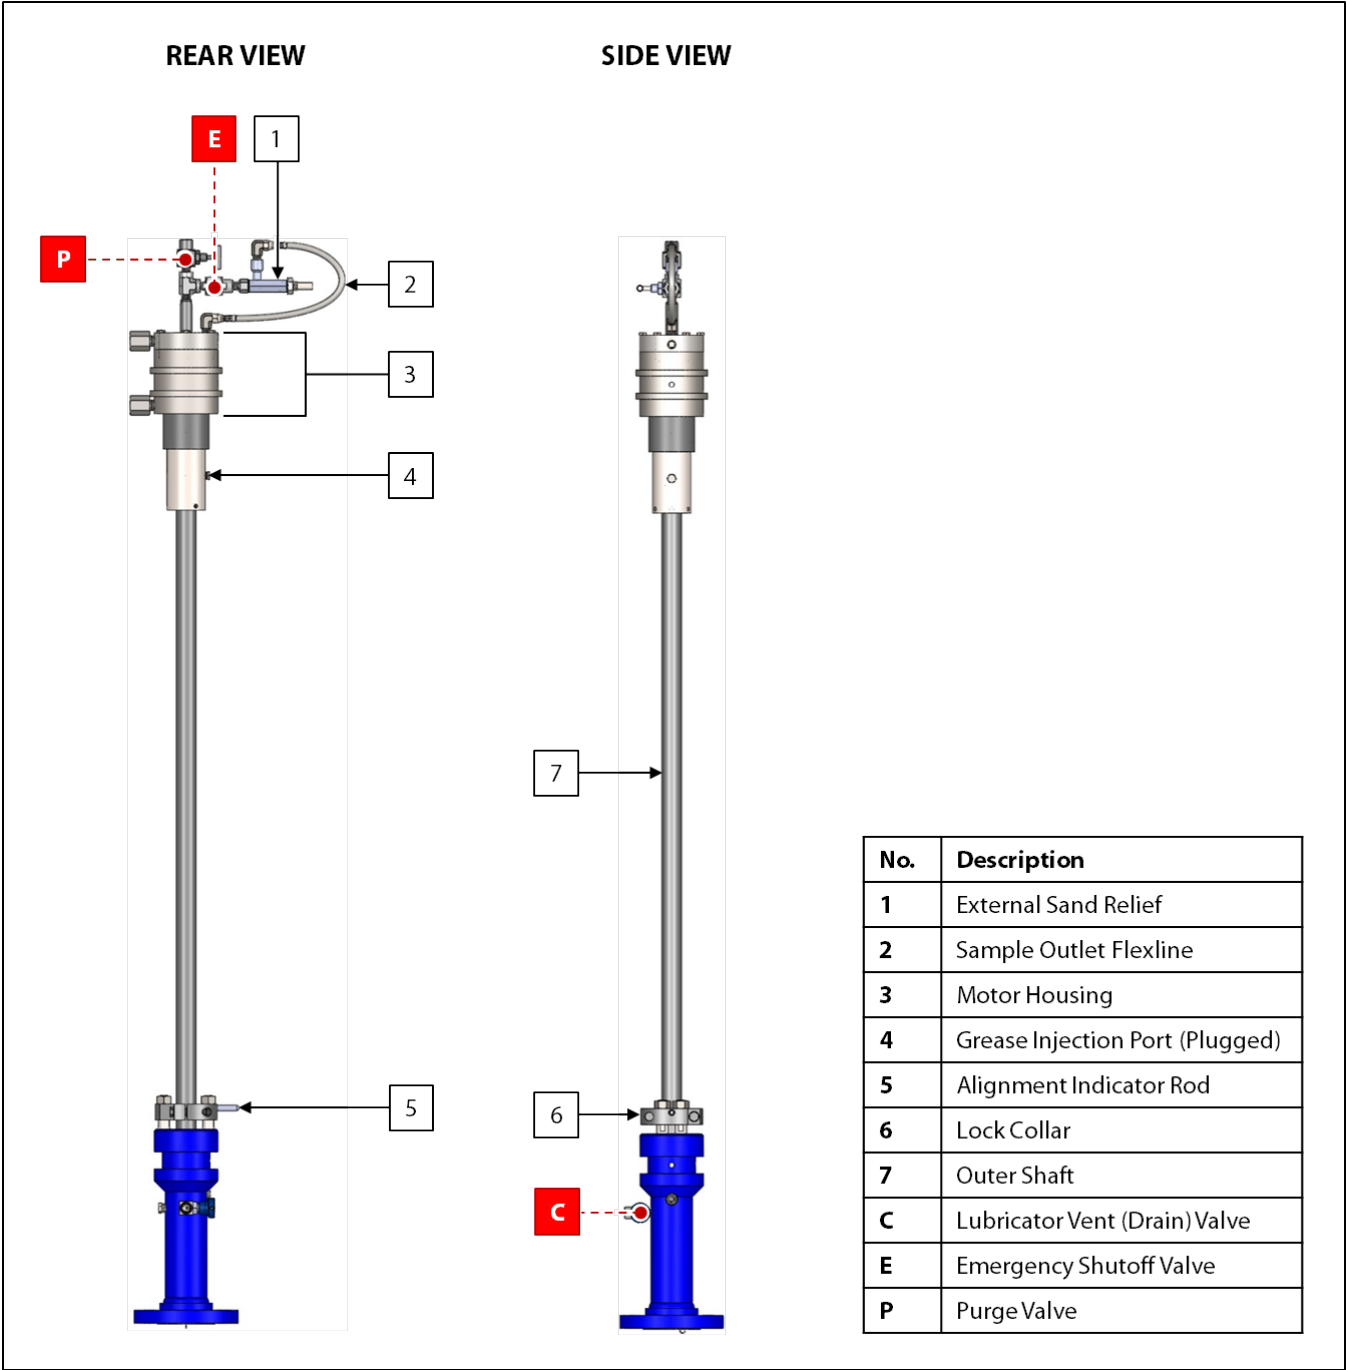 REAR VIEW
SIDE VIEW
E
1
P
2
3
4
7
5
6
C
No. Description
1 External Sand Relief
2 Sample Outlet Flexline
3 Motor Housing
4 Grease Injection Port (Plugged)
5 Alignment Indicator Rod
6 Lock Collar
7 Outer Shaft
C Lubricator Vent (Drain) Valve
E Emergency Shutoff Valve
P Purge Valve